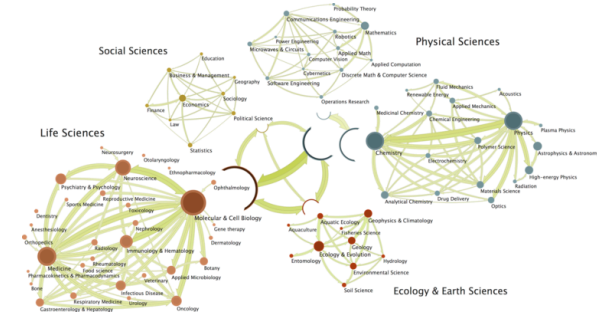 Probability Theory
Communications Engineering
Mathematics
Power Engineering
Robotics
Physical Sciences
Microwaves & Circuits
Applied Math
Computer Vision
Applied Computation
Cybernetics
Discrete Math & Computer Science
Software Engineering
Operations Research
Social Sciences
Education
Business & Management
Geography
Economics
Sociology
Finance
Law
Political Science
Statistics
Fluid Mechanics
Renewable Energy
Acoustics
Applied Mechanics
Medicinal Chemistry
Chemical Engineering
Physics
Plasma Physics
Polymer Science
Chemistry
Astrophysics & Astronom
Electrochemistry
High-energy Physics
Radiation
Materials Science
Analytical Chemistry
Drug Delivery
Optics
Life Sciences
Neurosurgery
Otolaryngology
Neuroscience
Ethnopharmacology
Psychiatry & Psychology
Ophthalmology
Reproductive Medicine
Sports Medicine
Toxicology
Dentistry
Molecular & Cell Biology
Anesthesiology
Nephrology
Gene therapy
Orthopedics
Dermatology
Radiology
Immunology & Hematology
Rheumatology
Medicine
Food science
Botany
Pharmacokinetics & Pharmacodynamics
Applied Microbiology
Veterinary
Bone
Infectious Disease
Respiratory Medicine
Urology
Oncology
Gastroenterology & Hepatology
Aquatic Ecology
Geophysics & Climatology
Aquaculture
Fisheries Science
Geology
Ecology & Evolution
Entomology
Hydrology
Environmental Science
Soil Science
Ecology & Earth Sciences